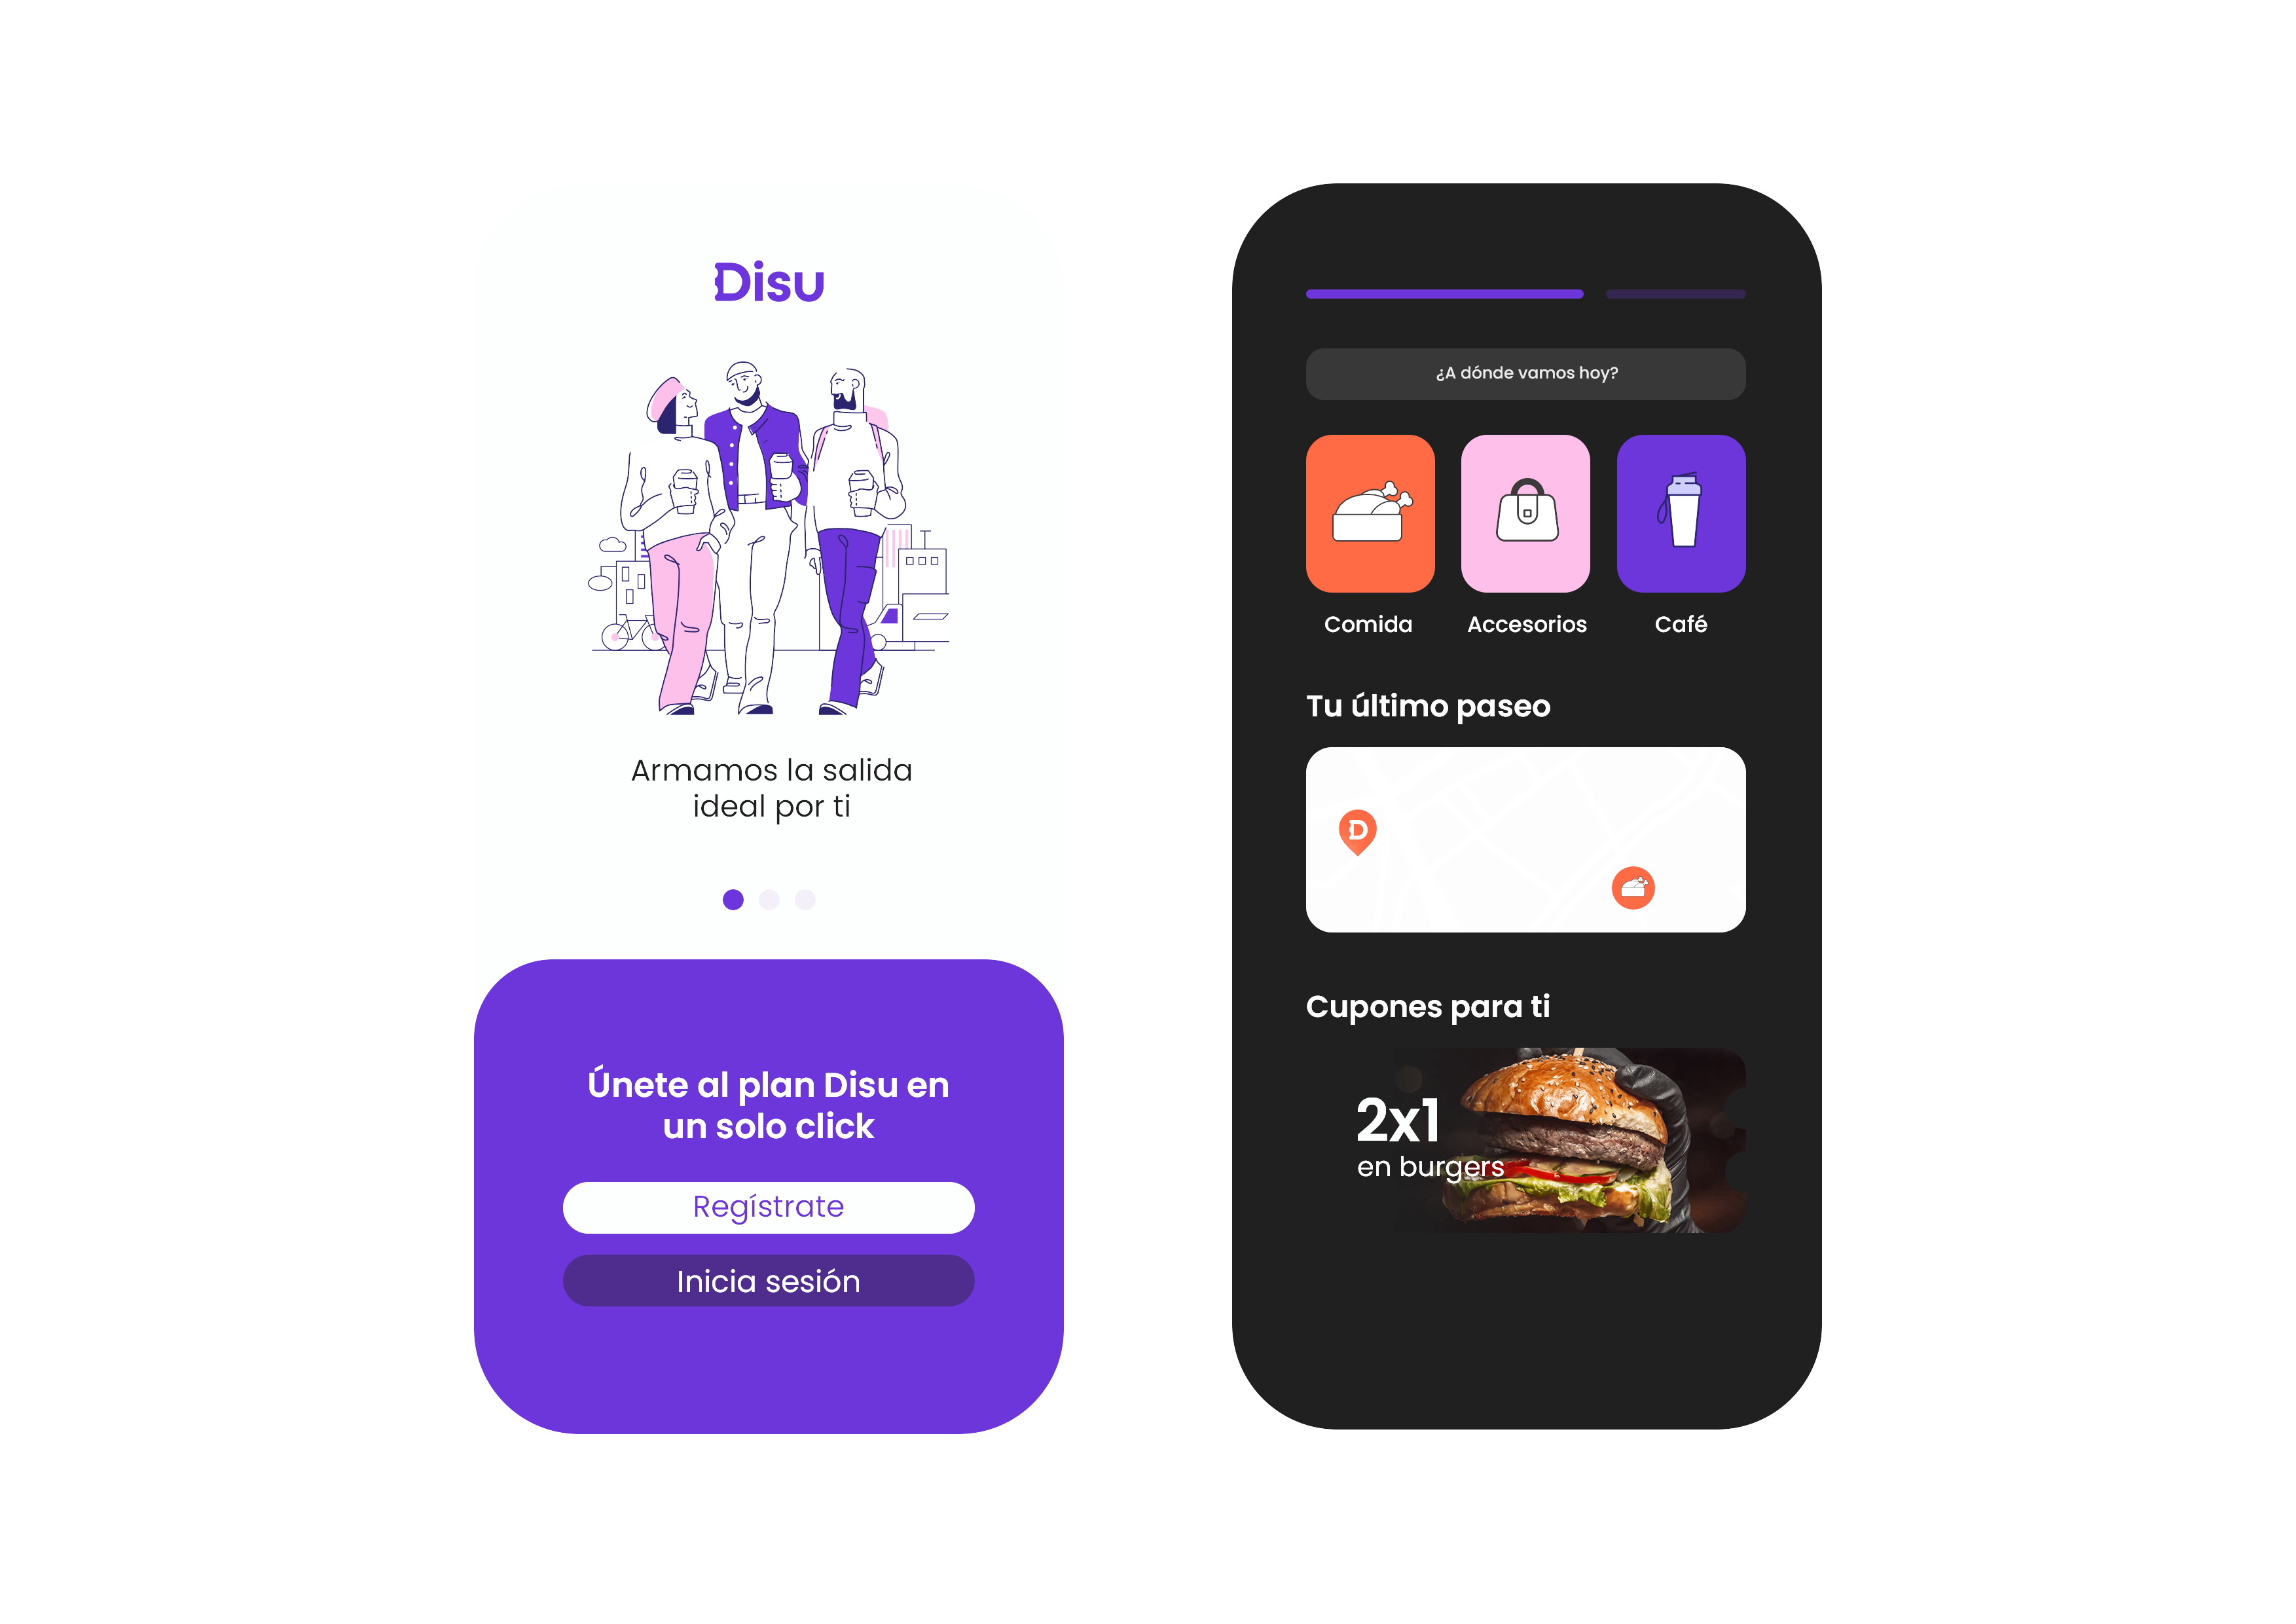 Disu
Armamos la salida
ideal por ti
Únete al plan Disu en
un solo click
Regístrate
Inicia sesión
¿A dónde vamos hoy?
Comida
Accesorios
Café
Tu último paseo
D
Cupones para ti
2x1
en burgers